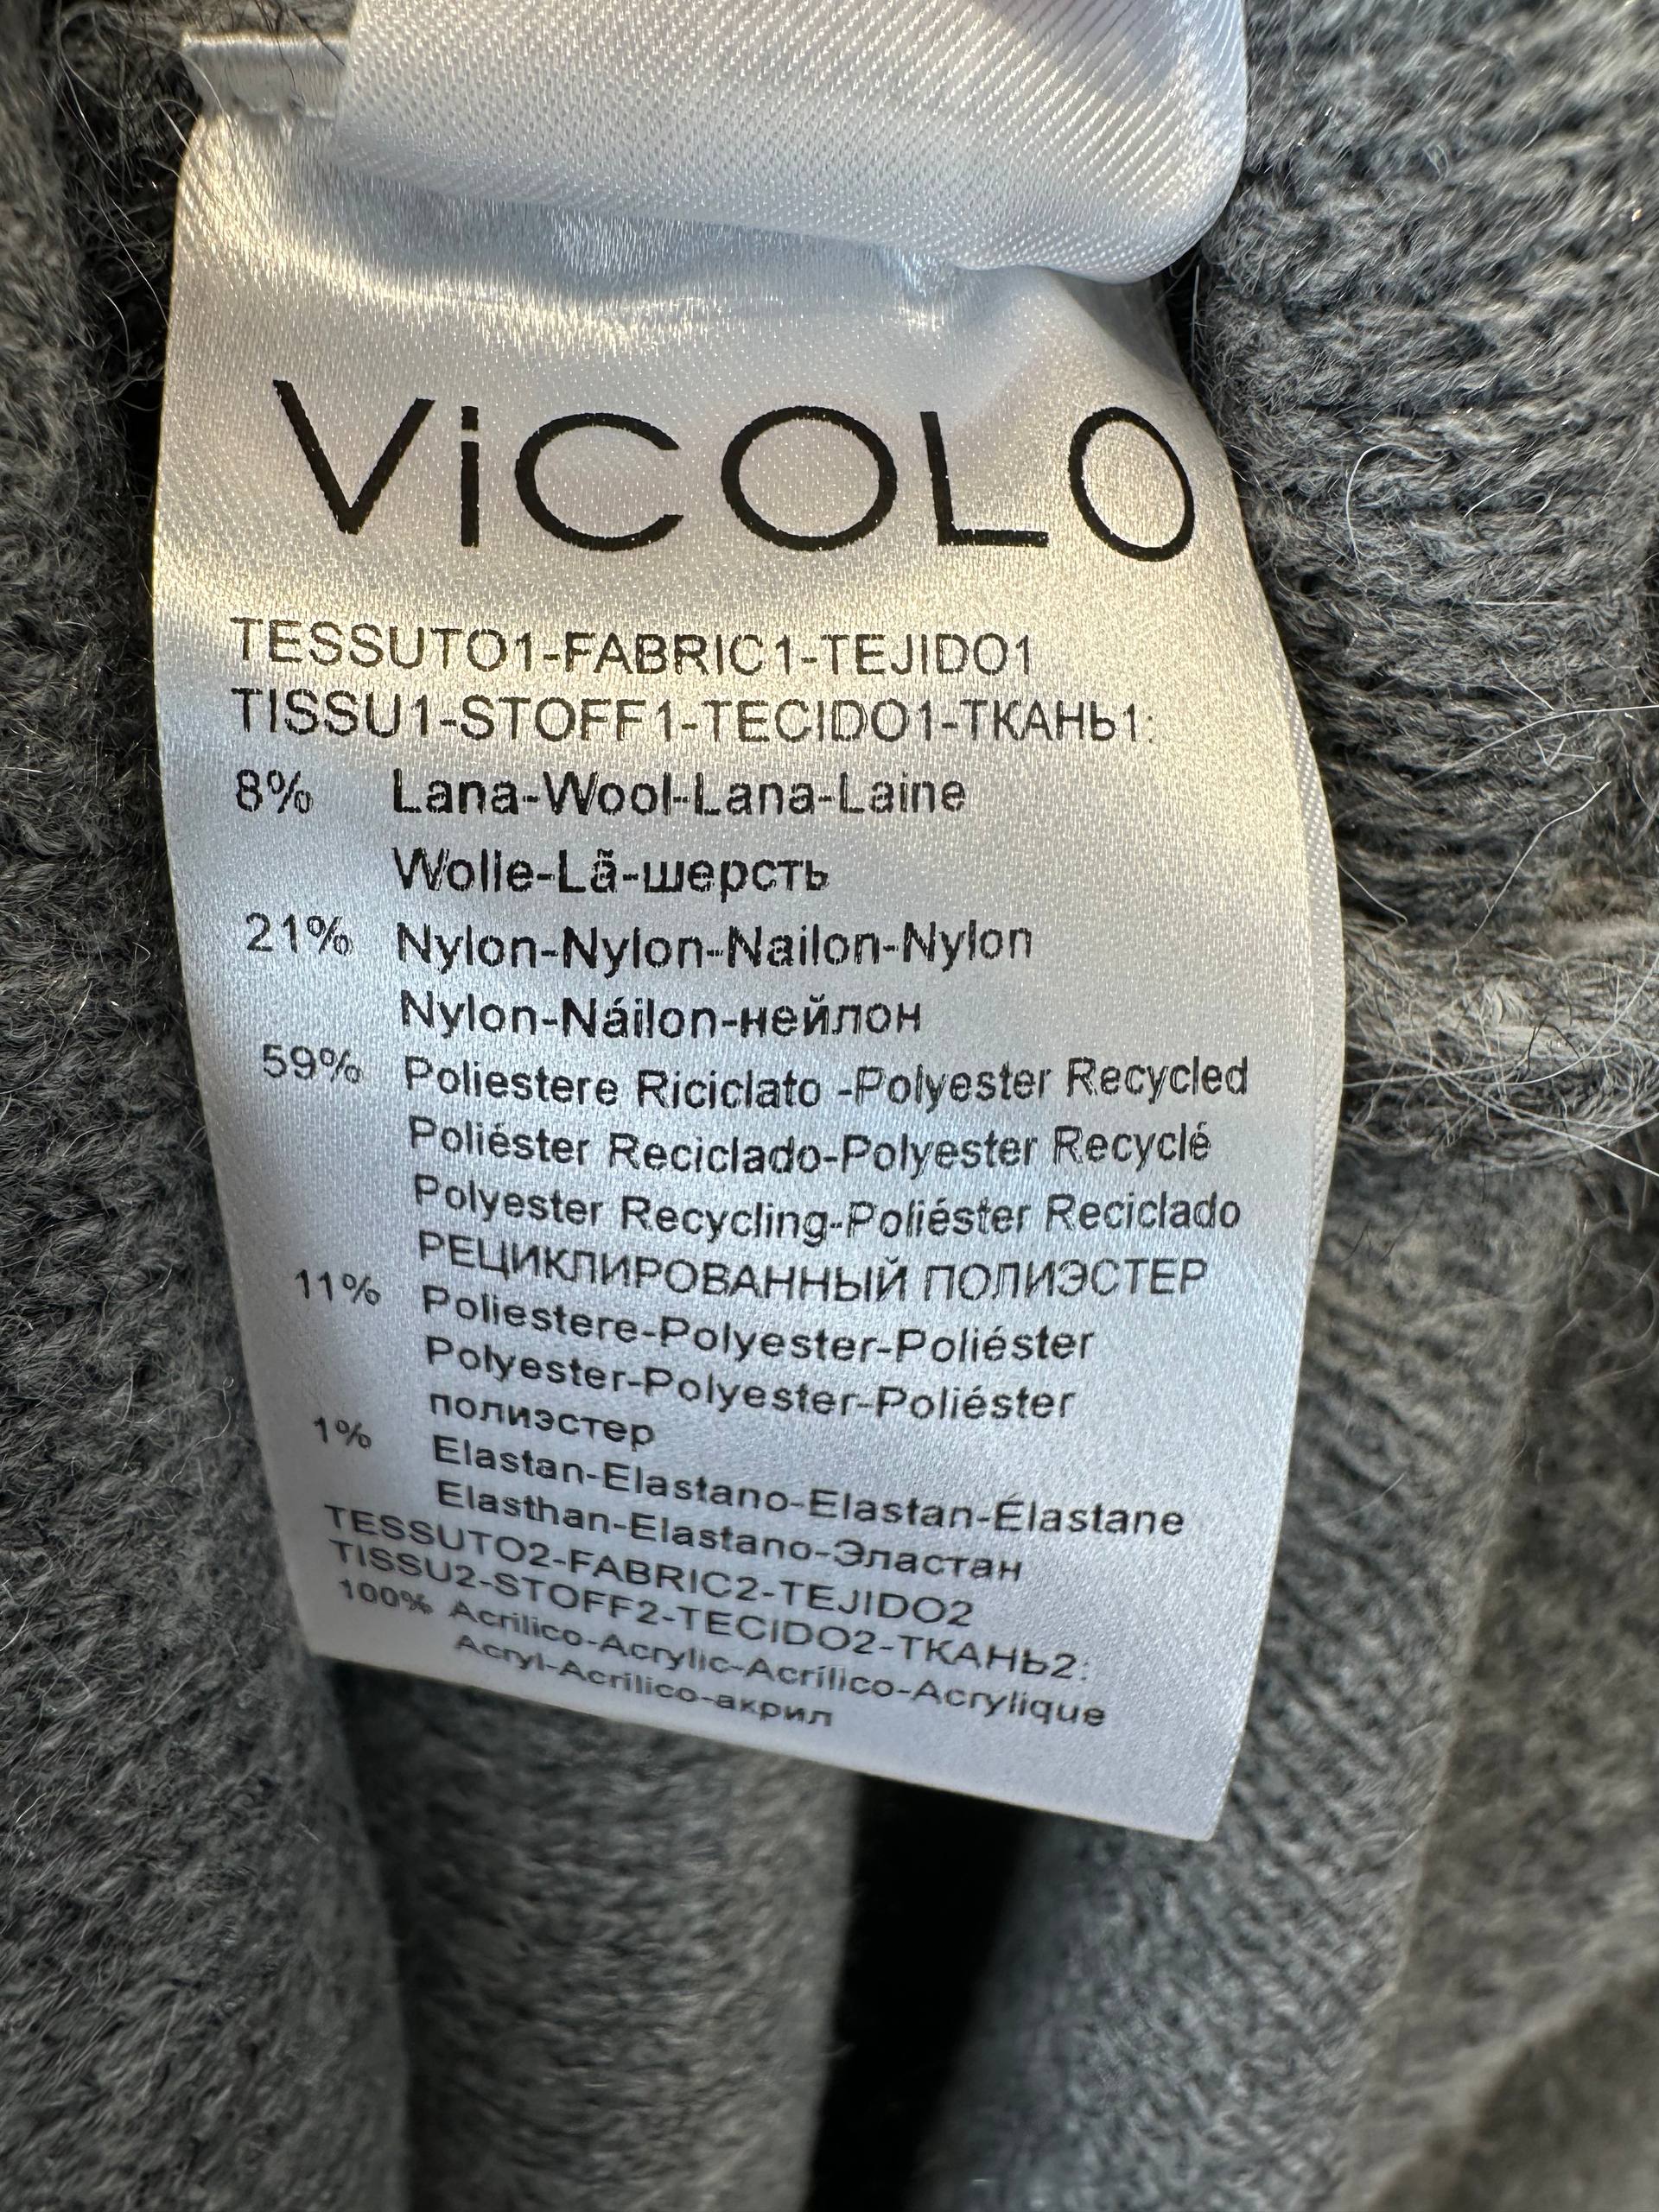 ViCOLO
TESSUTO1-FABRIC1-TEJIDO1
TISSU1-STOFF1-TECIDO1-ТКАНЬ1:
8% Lana-Wool-Lana-Laine
Wolle-Lã-шерсть
21% Nylon-Nylon-Nailon-Nylon
Nylon-Náilon-нейлон
59% Poliestere Riciclato -Polyester Recycled
Poliéster Reciclado-Polyester Recyclé
Polyester Recycling-Poliéster Reciclado
РЕЦИКЛИРОВАННЫЙ ПОЛИЭСТЕР
11% Poliestere-Polyester-Poliéster
Polyester-Polyester-Poliéster
полиэстер
1% Elastan-Elastano-Elastan-Élastane
Elasthan-Elastano-Эластан
TESSUTO2-FABRIC2-TEJIDO2
TISSU2-STOFF2-TECIDO2-ТКАНЬ2:
100% Acrilico-Acrylic-Acrílico-Acrylique
Acryl-Acrílico-акрил